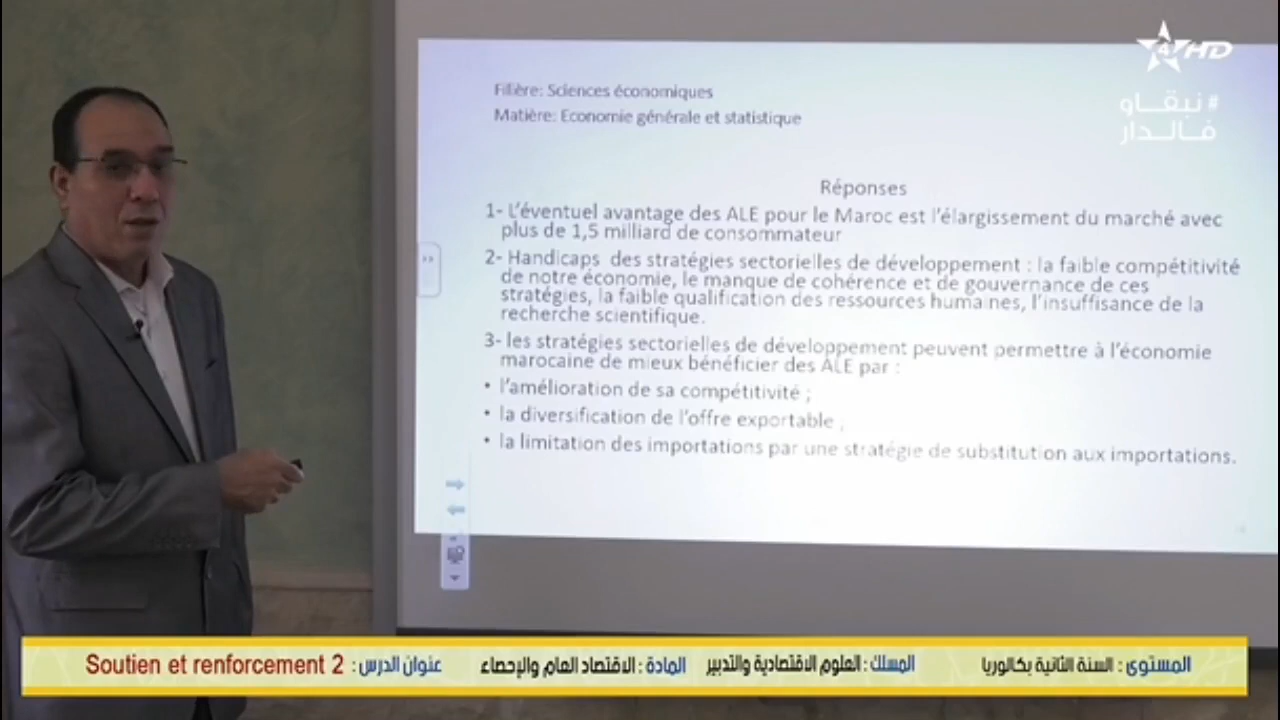 4 HD
#نبقاو
فالدار
Filière: Sciences économiques
Matière: Economie générale et statistique
Réponses
1- L'éventuel avantage des ALE pour le Maroc est l'élargissement du marché avec
plus de 1,5 milliard de consommateur
2- Handicaps des stratégies sectorielles de développement : la faible compétitivité
de notre économie, le manque de cohérence et de gouvernance de ces
stratégies, la faible qualification des ressources humaines, l'insuffisance de la
recherche scientifique.
3- les stratégies sectorielles de développement peuvent permettre à l'économie
marocaine de mieux bénéficier des ALE par :
• l'amélioration de sa compétitivité ;
• la diversification de l'offre exportable ;
• la limitation des importations par une stratégie de substitution aux importations.
المستوى : السنة الثانية بكالوريا المسلك : العلوم الاقتصادية والتدبير المادة : الاقتصاد العام والإحصاء عنوان الدرس : Soutien et renforcement 2